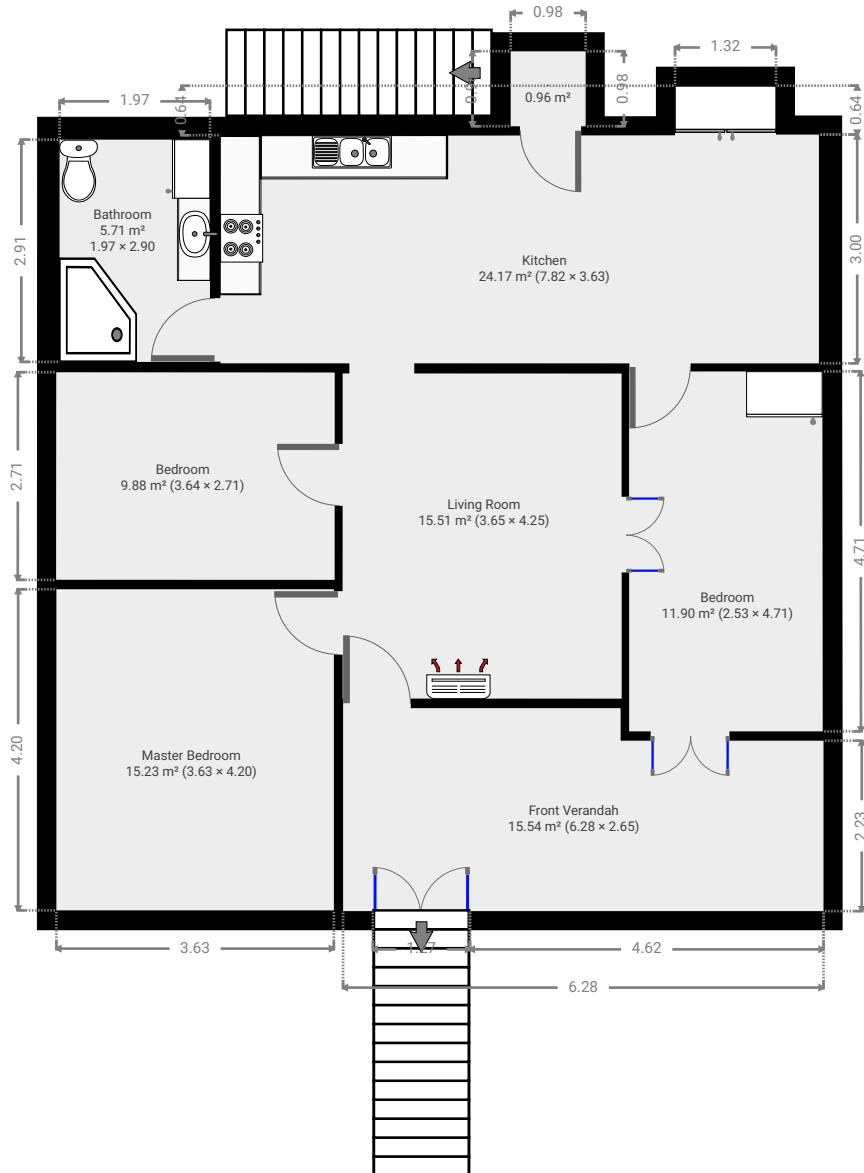 0.98
1.32
1.97
0.64
0.98
0.64
0.96 m²
Bathroom
5.71 m²
1.97 × 2.90
2.91
3.00
Kitchen
24.17 m² (7.82 × 3.63)
Bedroom
9.88 m² (3.64 × 2.71)
2.71
Living Room
15.51 m² (3.65 × 4.25)
4.71
Bedroom
11.90 m² (2.53 × 4.71)
Master Bedroom
15.23 m² (3.63 × 4.20)
4.20
Front Verandah
15.54 m² (6.28 × 2.65)
2.23
3.63
1.27
4.62
6.28